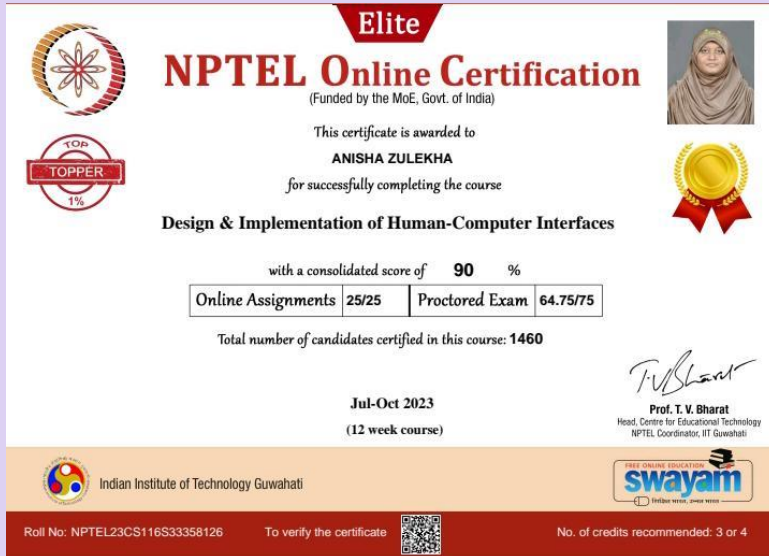 Elite
NPTEL Online Certification
(Funded by the MoE, Govt. of India)
This certificate is awarded to
TOP
TOPPER
1%
ANISHA ZULEKHA
for successfully completing the course
Design & Implementation of Human-Computer Interfaces
with a consolidated score of 90 %
Online Assignments 25/25 Proctored Exam 64.75/75
Total number of candidates certified in this course: 1460
T.V.Bharat
Jul-Oct 2023
(12 week course)
Prof. T. V. Bharat
Head, Centre for Educational Technology
NPTEL Coordinator, IIT Guwahati
Indian Institute of Technology Guwahati
FREE ONLINE EDUCATION
swayam
शिक्षित भारत, उन्नत भारत
Roll No: NPTEL23CS116S33358126 To verify the certificate No. of credits recommended: 3 or 4